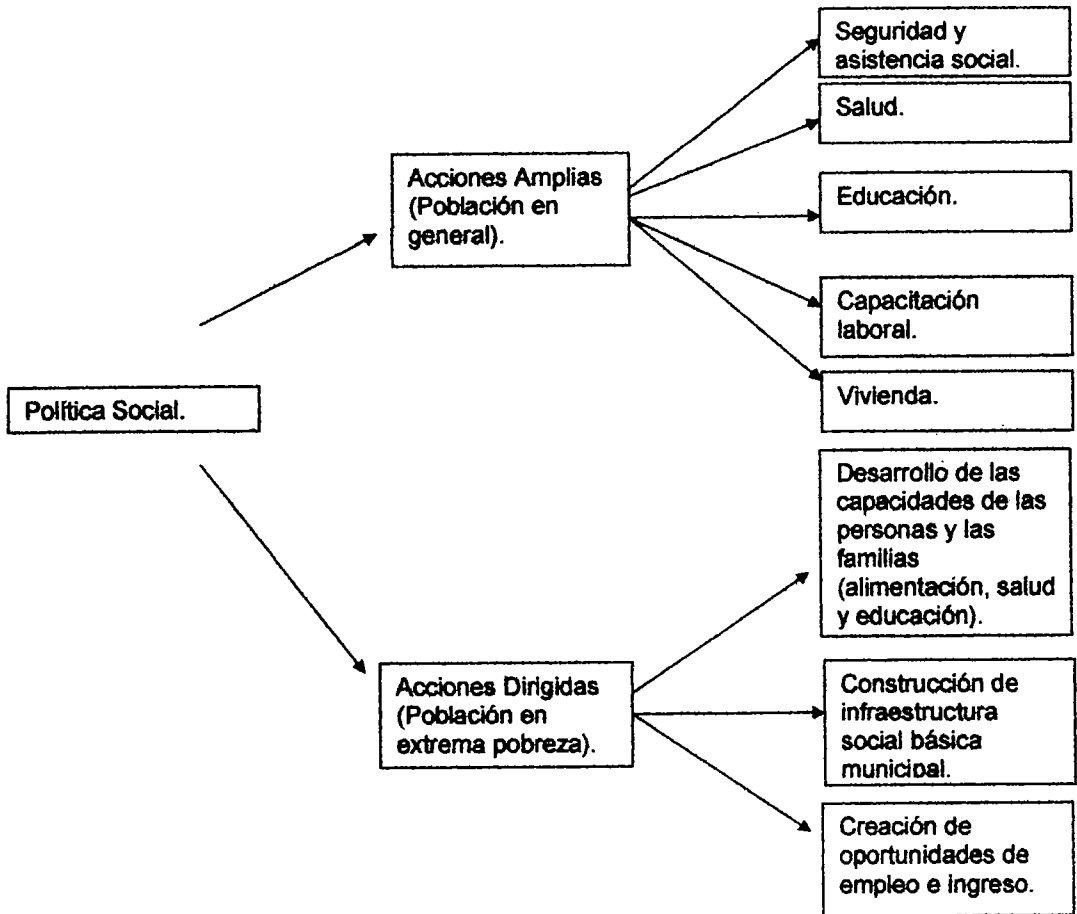 Política Social.
Acciones Amplias
(Población en
general).
Seguridad y
asistencia social.
Salud.
Educación.
Capacitación
laboral.
Vivienda.
Acciones Dirigidas
(Población en
extrema pobreza).
Desarrollo de las
capacidades de las
personas y las
familias
(alimentación, salud
y educación).
Construcción de
infraestructura
social básica
municipal.
Creación de
oportunidades de
empleo e ingreso.